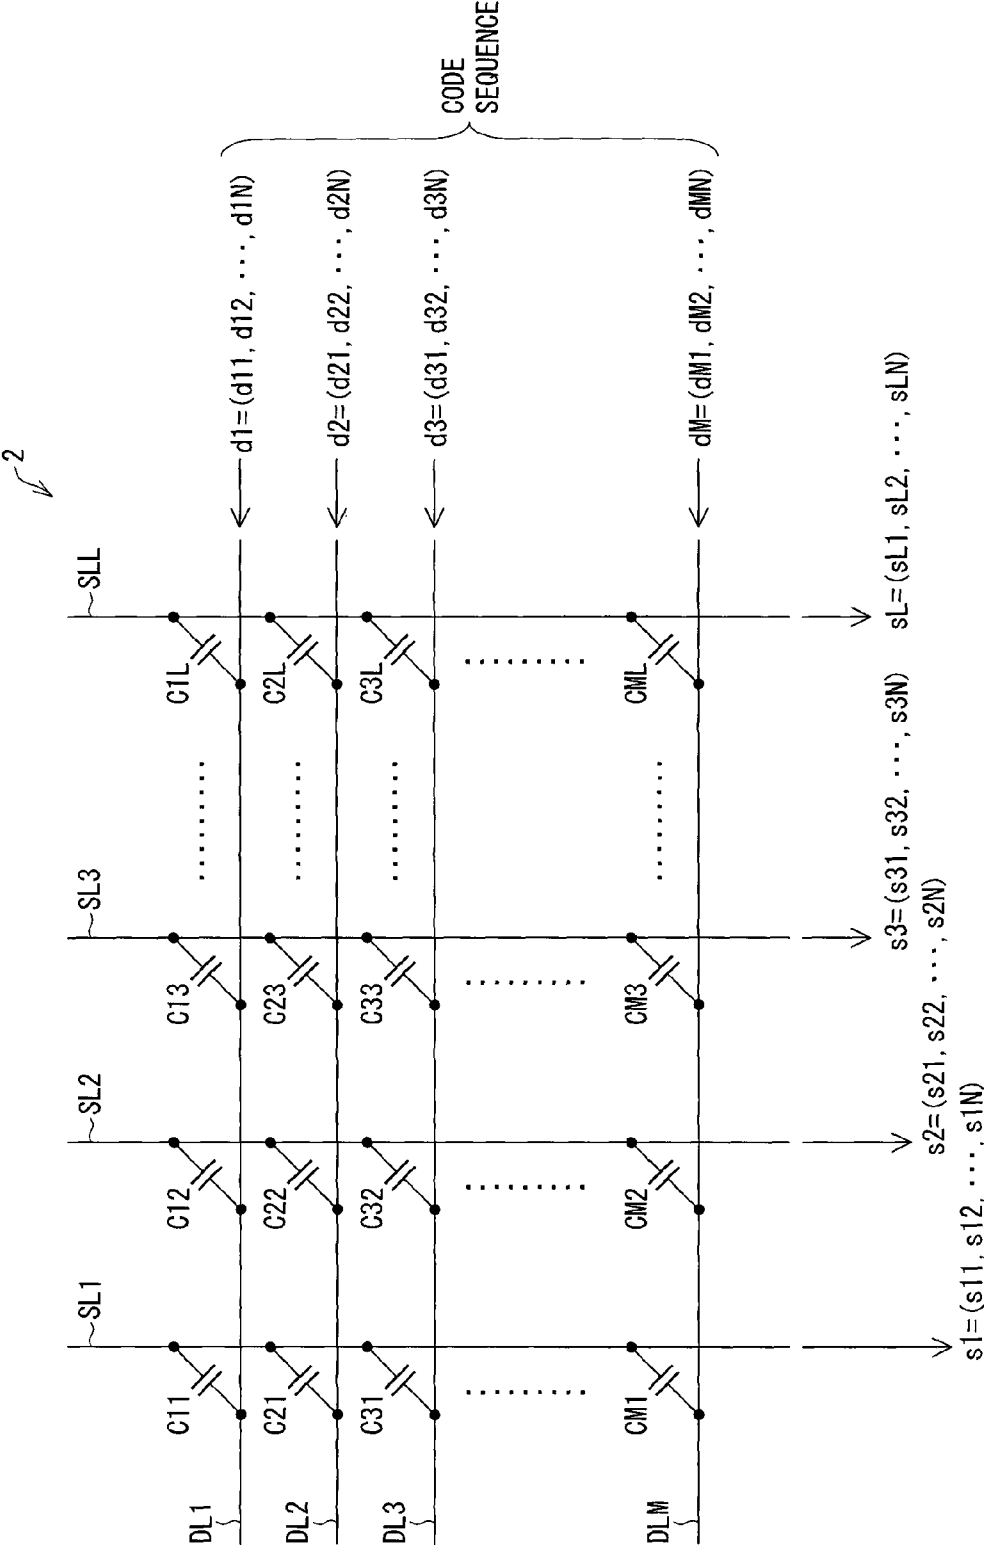 2
SL1
SL2
SL3
SLL
C11
C12
C13
C1L
DL1
d1=(d11, d12, ···, d1N)
C21
C22
C23
C2L
DL2
d2=(d21, d22, ···, d2N)
C31
C32
C33
C3L
DL3
d3=(d31, d32, ···, d3N)
CODE
SEQUENCE
CM1
CM2
CM3
CML
DLM
dM=(dM1, dM2, ···, dMN)
sL=(sL1, sL2, ···, sLN)
s3=(s31, s32, ···, s3N)
s2=(s21, s22, ···, s2N)
s1=(s11, s12, ···, s1N)